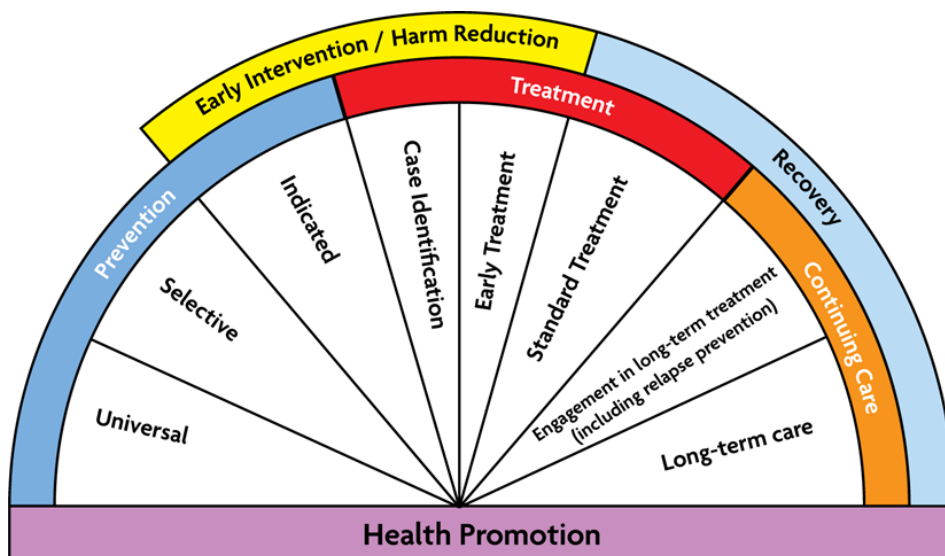 Early Intervention / Harm Reduction
Treatment
Recovery
Prevention
Continuing Care
Universal
Selective
Indicated
Case Identification
Early Treatment
Standard Treatment
Engagement in long-term treatment
(including relapse prevention)
Long-term care
Health Promotion